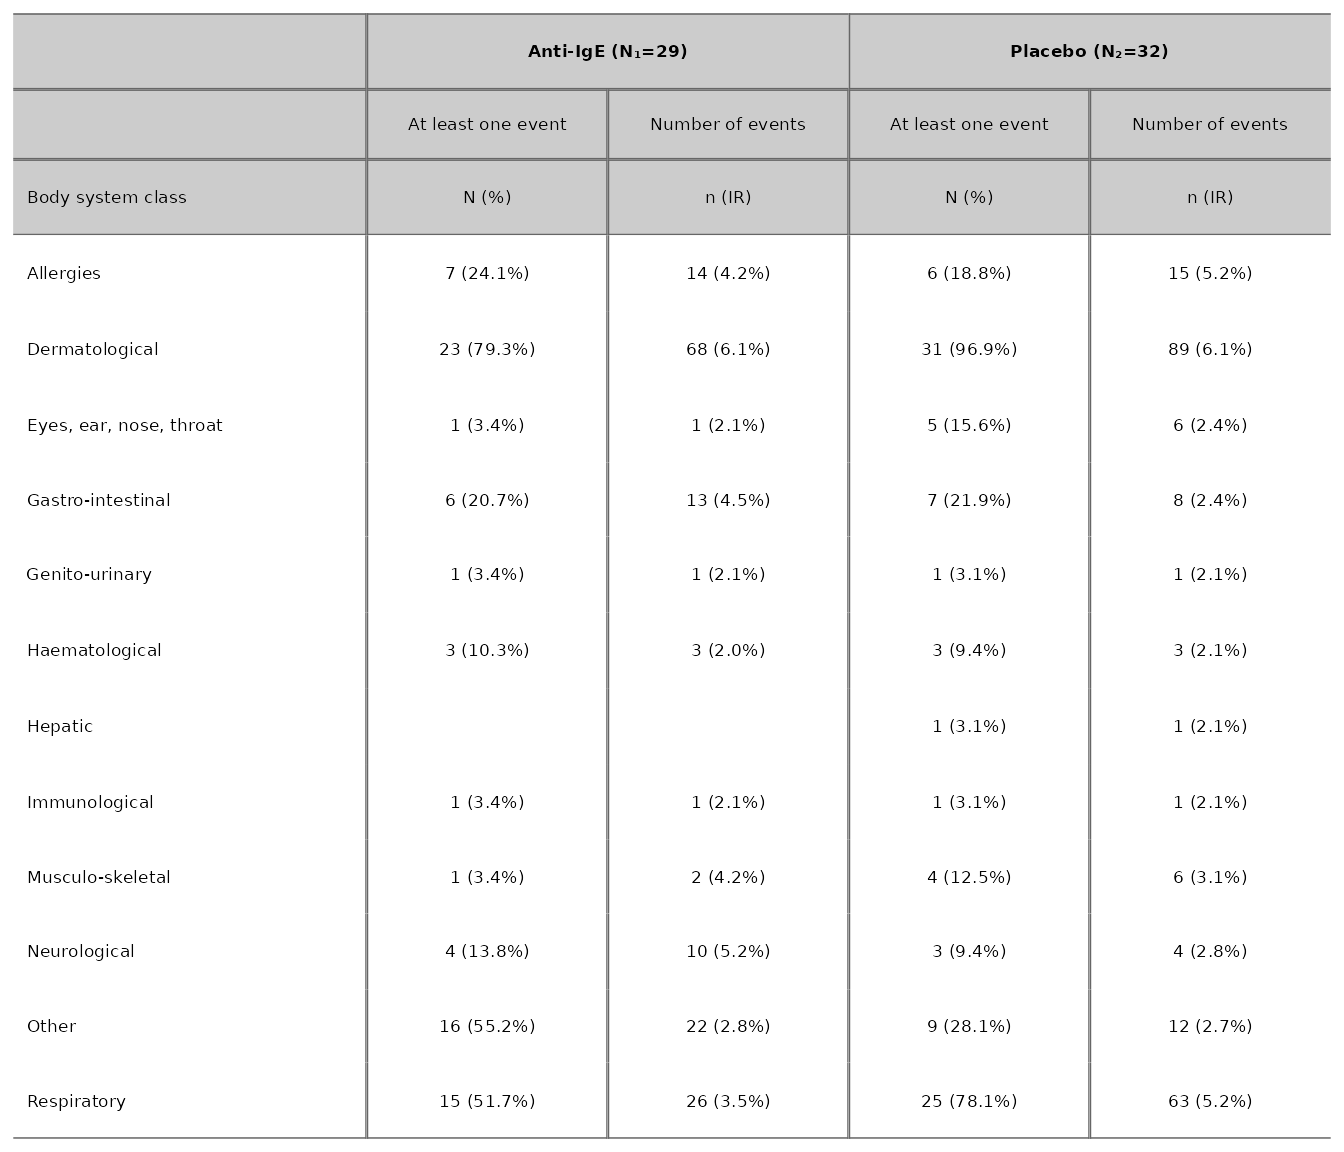 Anti-IgE (N₁=29) Placebo (N₂=32)
At least one event Number of events At least one event Number of events
Body system class N (%) n (IR) N (%) n (IR)
Allergies 7 (24.1%) 14 (4.2%) 6 (18.8%) 15 (5.2%)
Dermatological 23 (79.3%) 68 (6.1%) 31 (96.9%) 89 (6.1%)
Eyes, ear, nose, throat 1 (3.4%) 1 (2.1%) 5 (15.6%) 6 (2.4%)
Gastro-intestinal 6 (20.7%) 13 (4.5%) 7 (21.9%) 8 (2.4%)
Genito-urinary 1 (3.4%) 1 (2.1%) 1 (3.1%) 1 (2.1%)
Haematological 3 (10.3%) 3 (2.0%) 3 (9.4%) 3 (2.1%)
Hepatic 1 (3.1%) 1 (2.1%)
Immunological 1 (3.4%) 1 (2.1%) 1 (3.1%) 1 (2.1%)
Musculo-skeletal 1 (3.4%) 2 (4.2%) 4 (12.5%) 6 (3.1%)
Neurological 4 (13.8%) 10 (5.2%) 3 (9.4%) 4 (2.8%)
Other 16 (55.2%) 22 (2.8%) 9 (28.1%) 12 (2.7%)
Respiratory 15 (51.7%) 26 (3.5%) 25 (78.1%) 63 (5.2%)